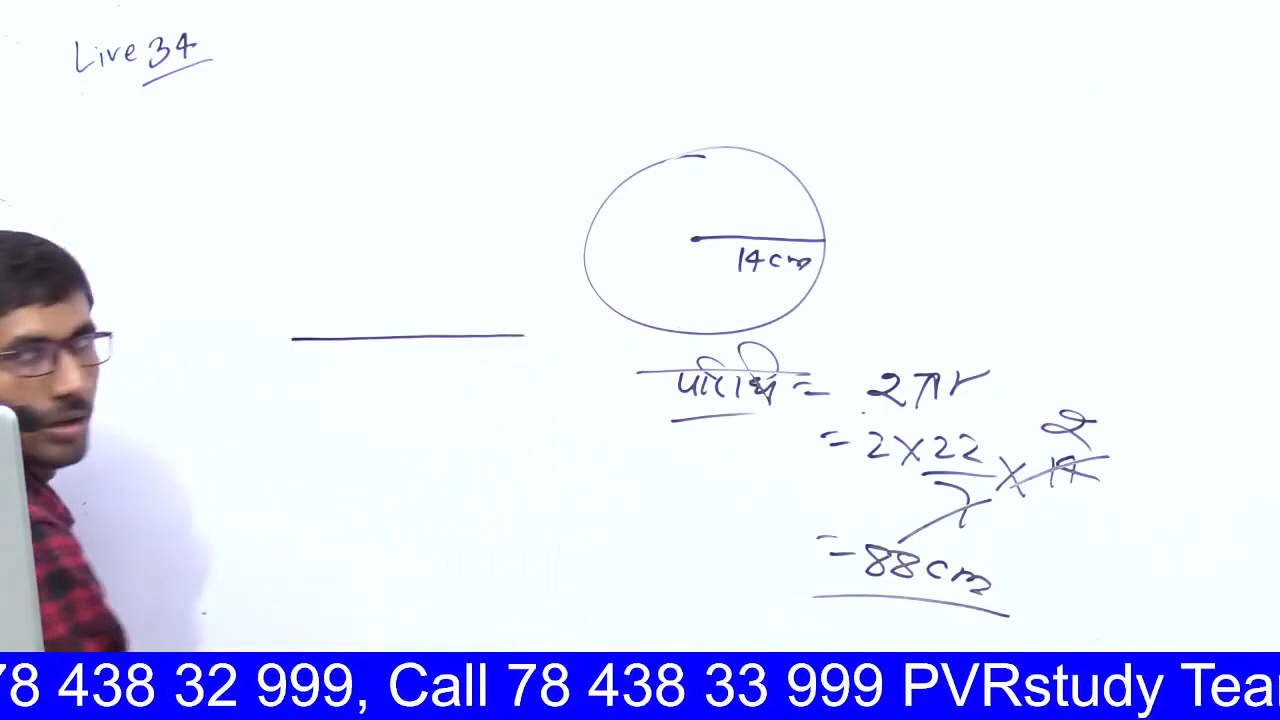 Live 34
14cm
परिधि = 2πr
= 2 × 22/7 × 14 2
= 88cm
78 438 32 999, Call 78 438 33 999 PVRstudy Tea